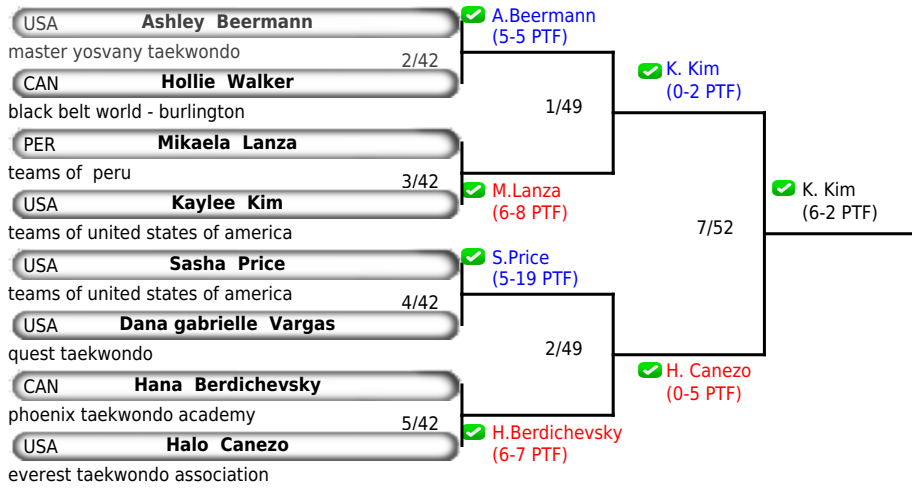 USA Ashley Beermann
master yosvany taekwondo
2/42
CAN Hollie Walker
black belt world - burlington
PER Mikaela Lanza
teams of peru
3/42
USA Kaylee Kim
teams of united states of america
USA Sasha Price
teams of united states of america
4/42
USA Dana gabrielle Vargas
quest taekwondo
CAN Hana Berdichevsky
phoenix taekwondo academy
5/42
USA Halo Canezo
everest taekwondo association
A.Beermann
(5-5 PTF)
1/49
M.Lanza
(6-8 PTF)
S.Price
(5-19 PTF)
2/49
H.Berdichevsky
(6-7 PTF)
K. Kim
(0-2 PTF)
7/52
H. Canezo
(0-5 PTF)
K. Kim
(6-2 PTF)